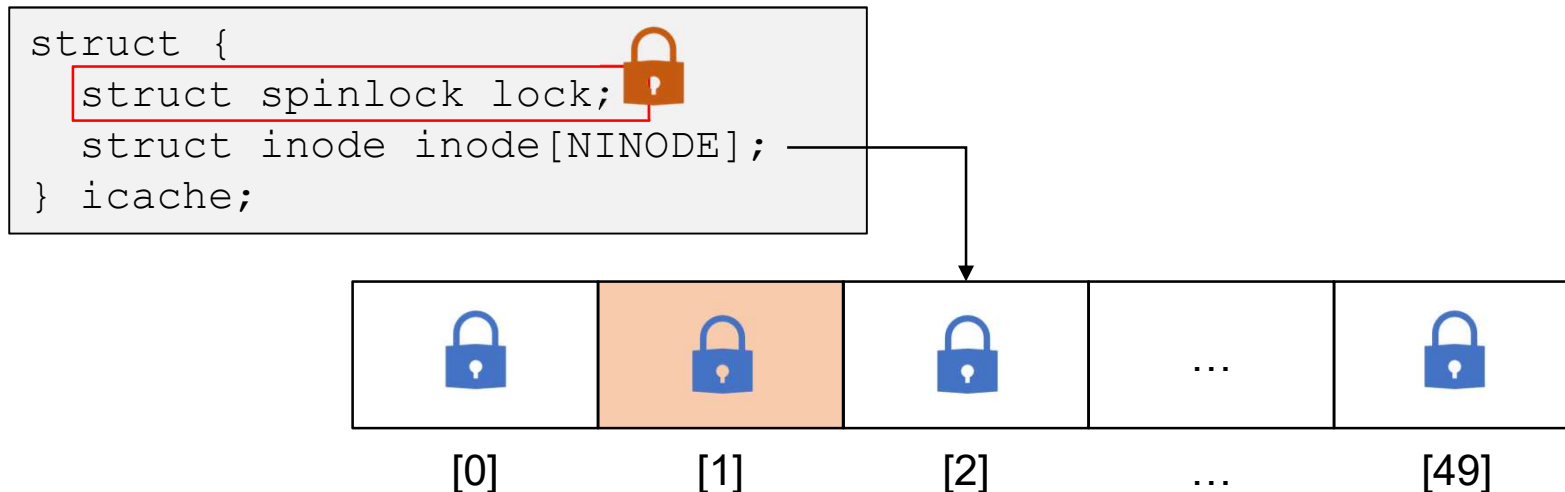 struct {
struct spinlock lock;
struct inode inode[NINODE];
} icache;
…
[0] [1] [2] … [49]